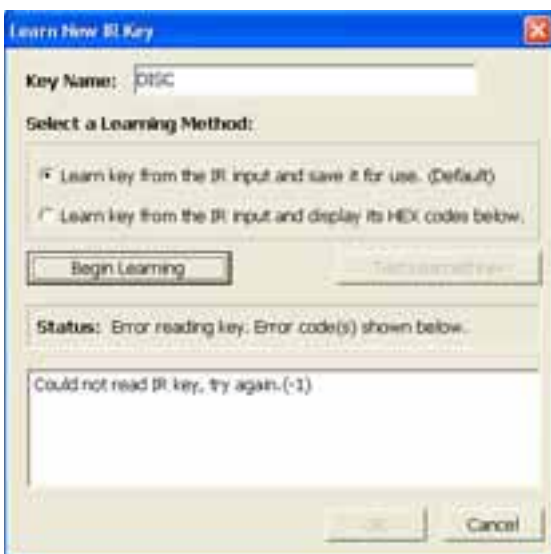 Learn New IR Key
Key Name: DISC
Select a Learning Method:
Learn key from the IR input and save it for use. (Default)
Learn key from the IR input and display its HEX codes below.
Begin Learning
Status: Error reading key. Error code(s) shown below.
Could not read IR key, try again.(-1)
Cancel